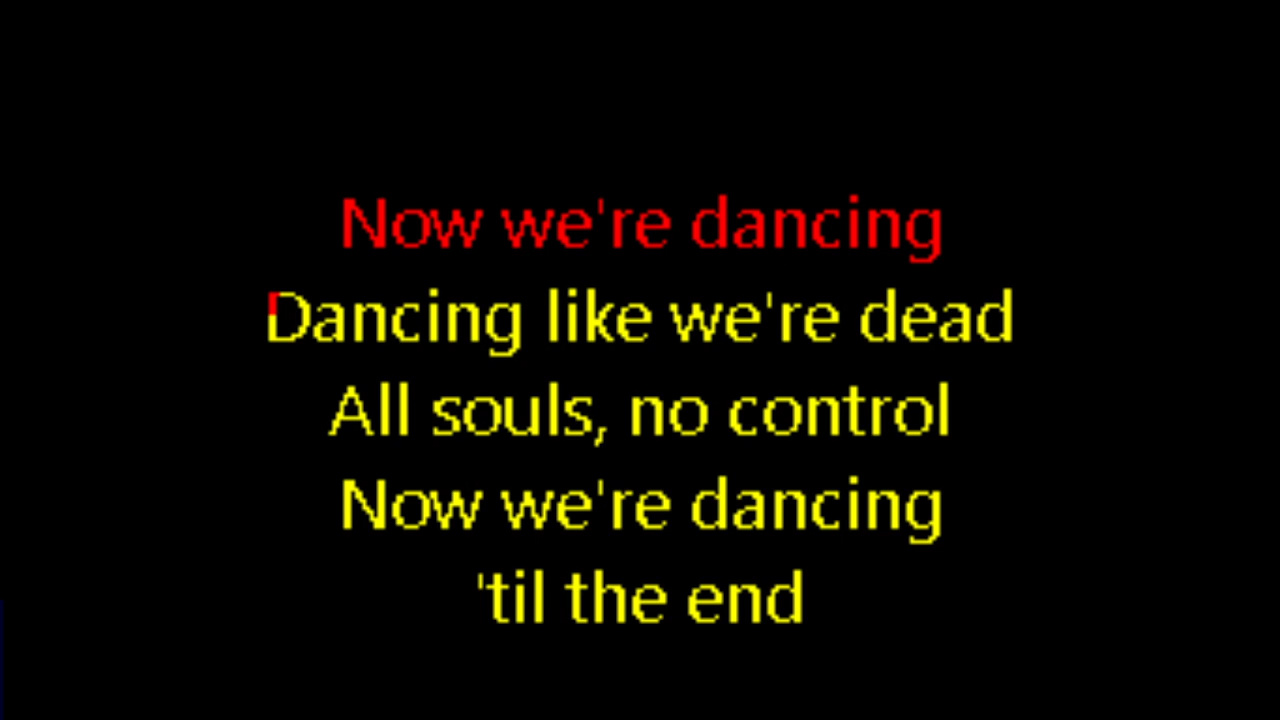 Now we're dancing
Dancing like we're dead
All souls, no control
Now we're dancing
'til the end